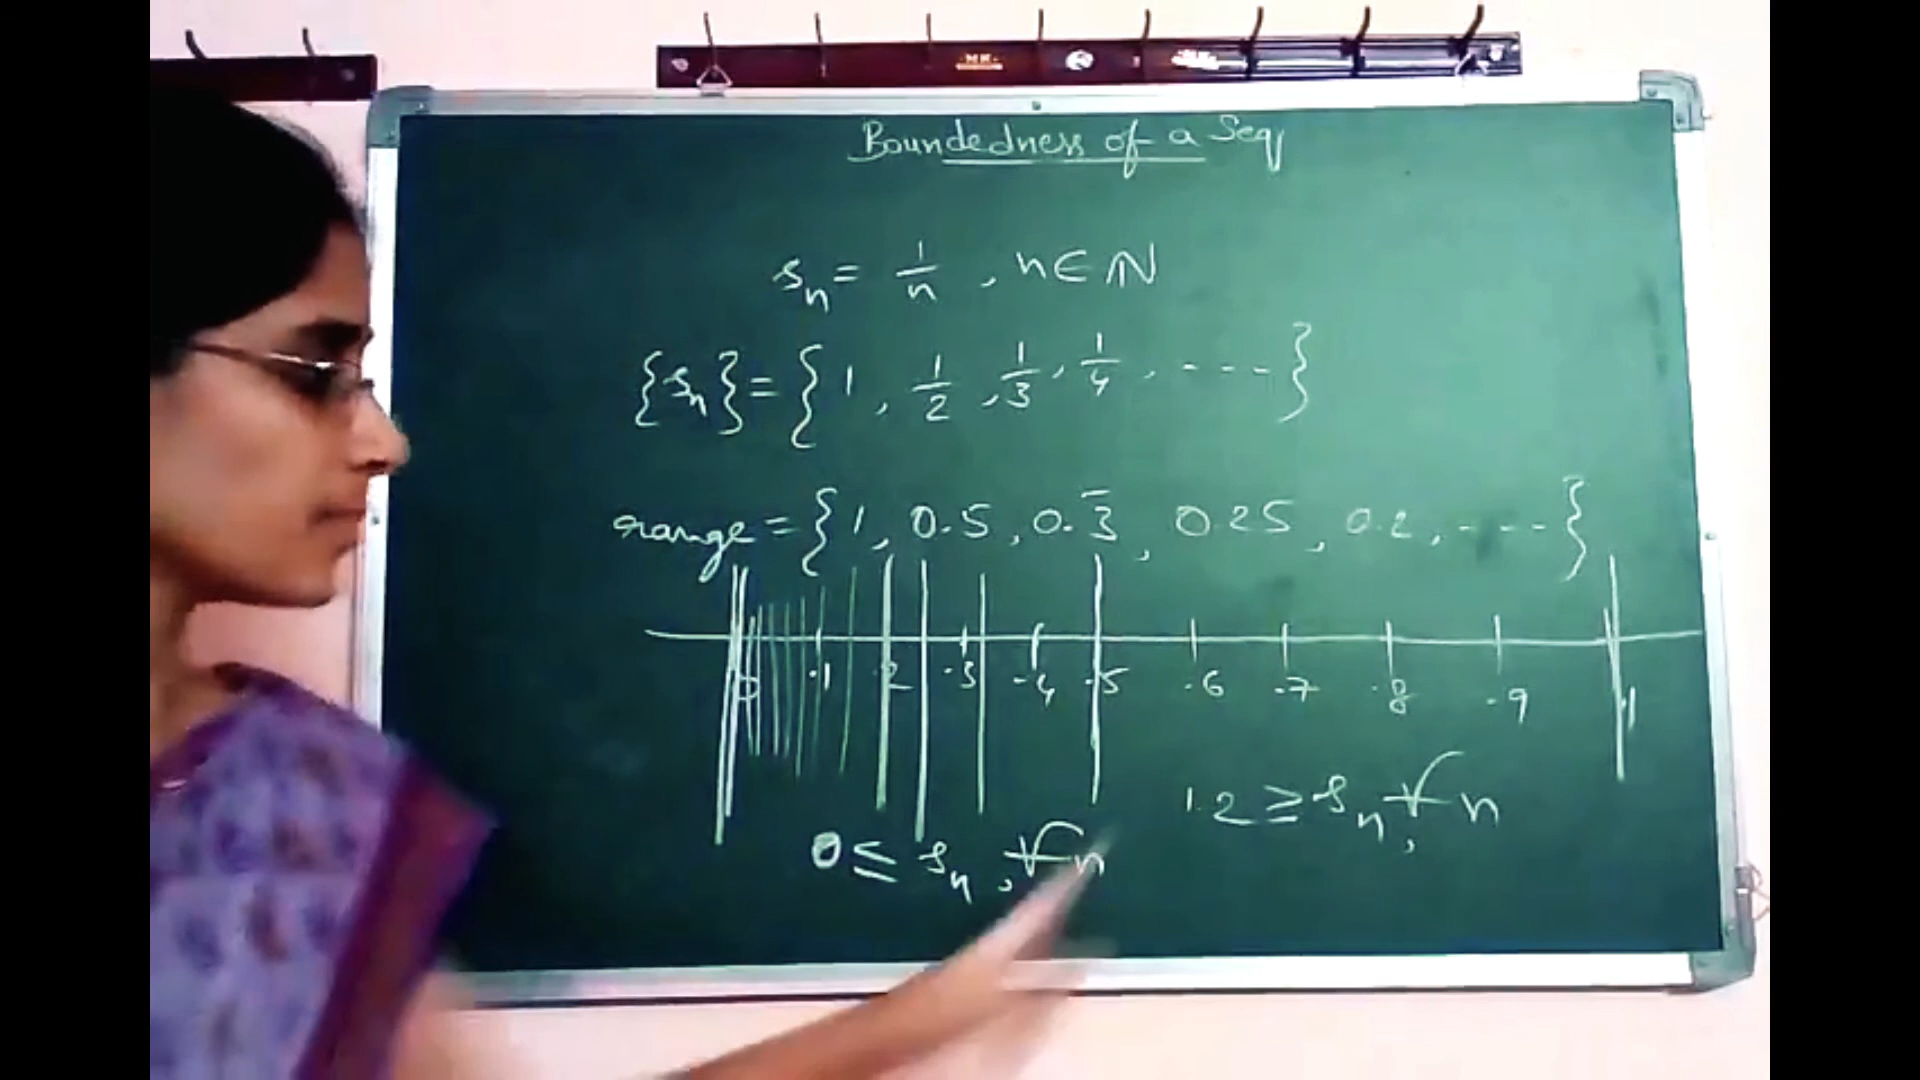 Boundedness of a Seq
sₙ = 1/n , n ∈ ℕ
{sₙ} = { 1 , 1/2 , 1/3 , 1/4 , - - - }
range = { 1 , 0.5 , 0.3̅ , 0.25 , 0.2 , - - - }
0 .1 .2 .3 .4 .5 .6 .7 .8 .9 1
1.2 ≥ sₙ , ∀ n
0 ≤ sₙ , ∀ n